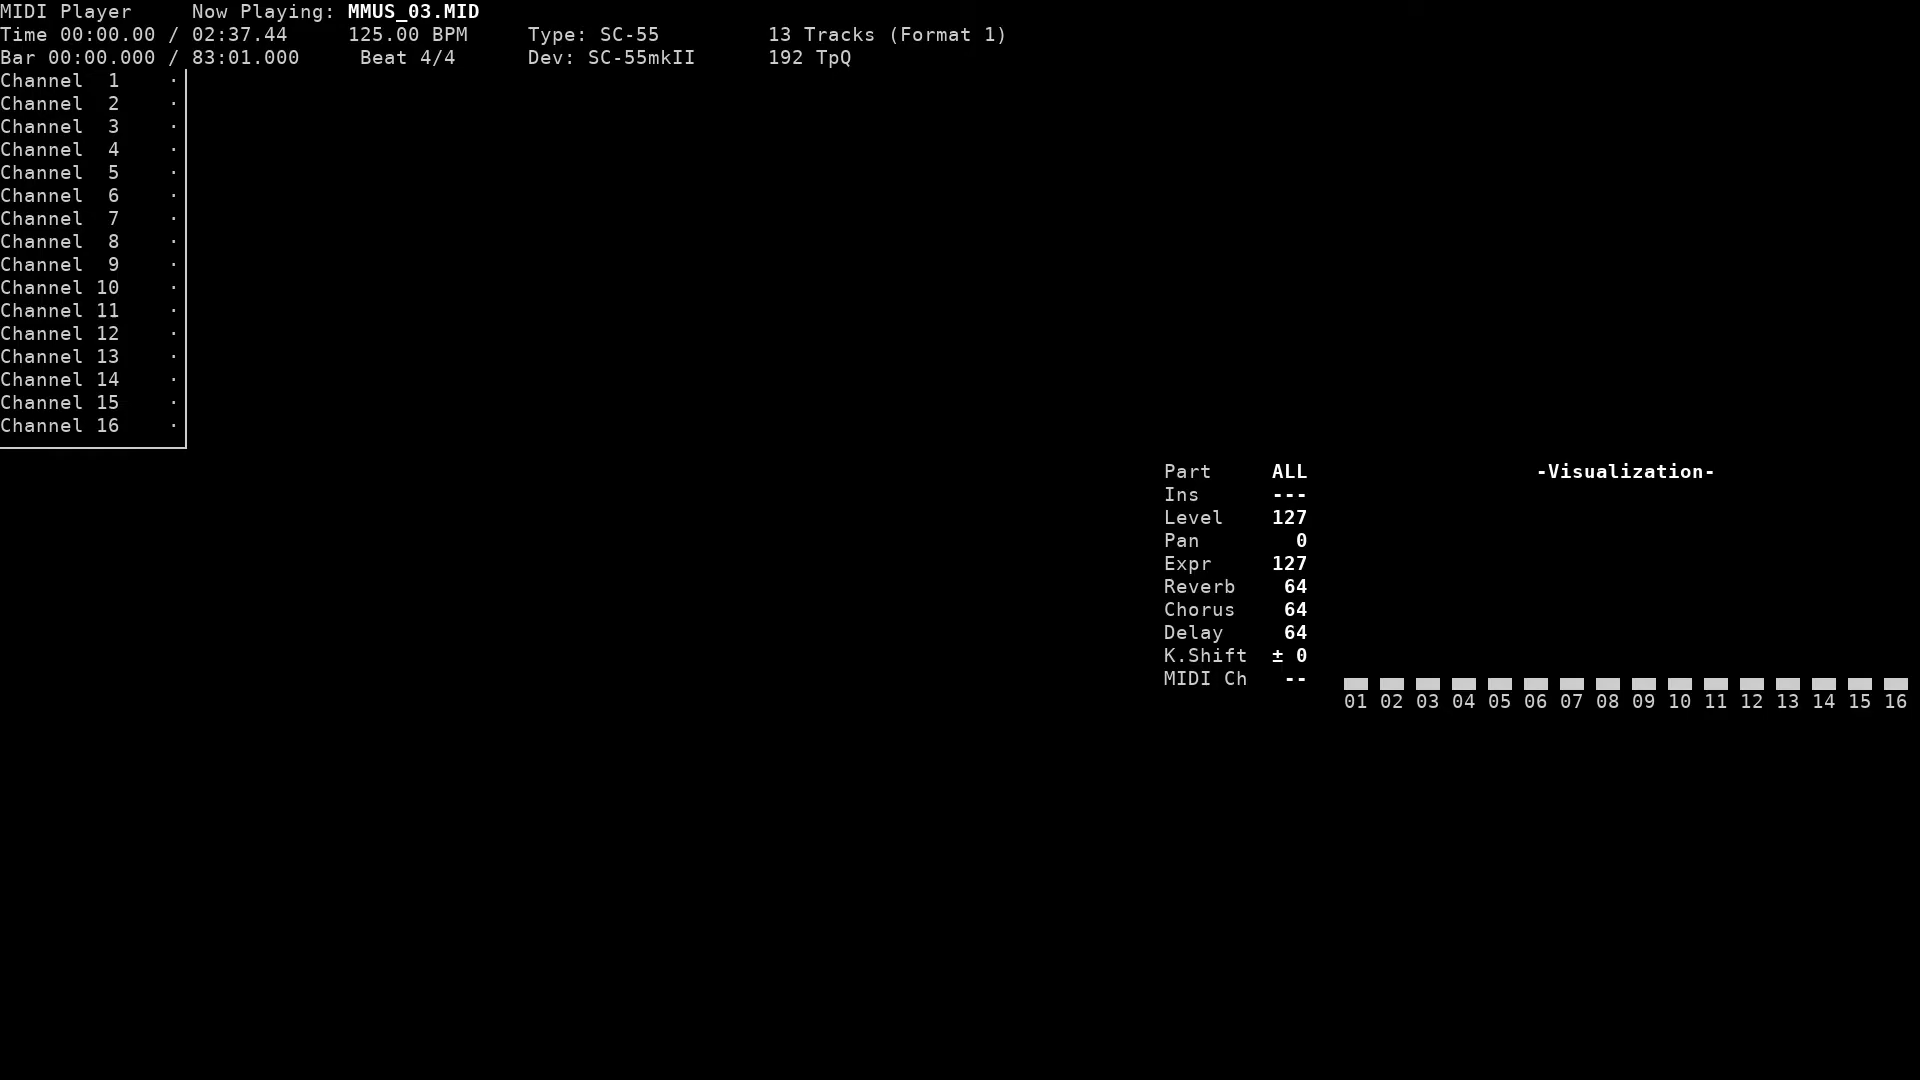 MIDI Player Now Playing: MMUS_03.MID
Time 00:00.00 / 02:37.44 125.00 BPM Type: SC-55 13 Tracks (Format 1)
Bar 00:00.000 / 83:01.000 Beat 4/4 Dev: SC-55mkII 192 TpQ
Channel 1 ·
Channel 2 ·
Channel 3 ·
Channel 4 ·
Channel 5 ·
Channel 6 ·
Channel 7 ·
Channel 8 ·
Channel 9 ·
Channel 10 ·
Channel 11 ·
Channel 12 ·
Channel 13 ·
Channel 14 ·
Channel 15 ·
Channel 16 ·
Part ALL -Visualization-
Ins ---
Level 127
Pan 0
Expr 127
Reverb 64
Chorus 64
Delay 64
K.Shift ± 0
MIDI Ch --
01 02 03 04 05 06 07 08 09 10 11 12 13 14 15 16